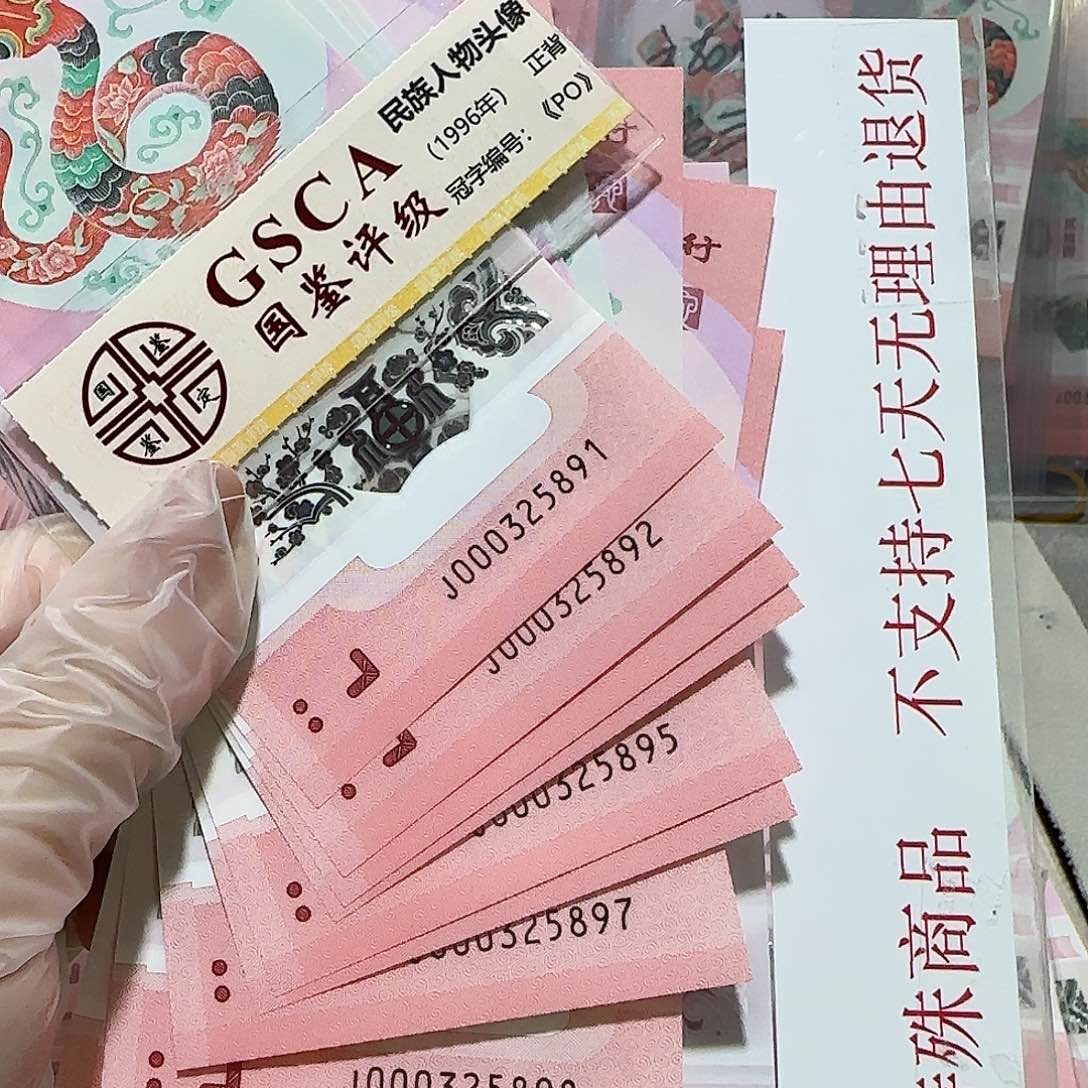 民族人物头像
(1996年)
正背
冠字编号:《PO》
GSCA
国鉴评级
国鉴
鉴定
J000325891
J000325892
J000325895
J000325897
殊商品 不支持七天无理由退货